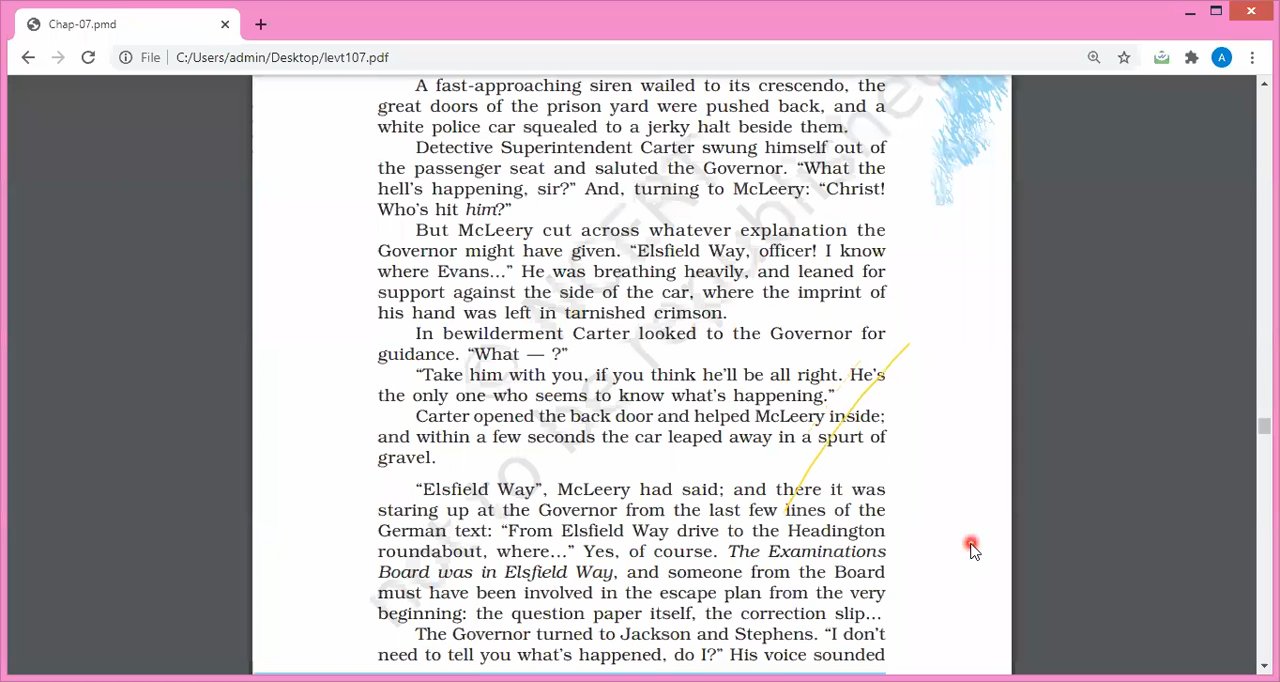 Chap-07.pmd
File
C:/Users/admin/Desktop/levt107.pdf
A
A fast-approaching siren wailed to its crescendo, the
great doors of the prison yard were pushed back, and a
white police car squealed to a jerky halt beside them.
Detective Superintendent Carter swung himself out of
the passenger seat and saluted the Governor. “What the
hell’s happening, sir?” And, turning to McLeery: “Christ!
Who’s hit him?”
But McLeery cut across whatever explanation the
Governor might have given. “Elsfield Way, officer! I know
where Evans...” He was breathing heavily, and leaned for
support against the side of the car, where the imprint of
his hand was left in tarnished crimson.
In bewilderment Carter looked to the Governor for
guidance. “What — ?”
“Take him with you, if you think he’ll be all right. He’s
the only one who seems to know what’s happening.”
Carter opened the back door and helped McLeery inside;
and within a few seconds the car leaped away in a spurt of
gravel.
“Elsfield Way”, McLeery had said; and there it was
staring up at the Governor from the last few lines of the
German text: “From Elsfield Way drive to the Headington
roundabout, where...” Yes, of course. The Examinations
Board was in Elsfield Way, and someone from the Board
must have been involved in the escape plan from the very
beginning: the question paper itself, the correction slip...
The Governor turned to Jackson and Stephens. “I don’t
need to tell you what’s happened, do I?” His voice sounded
© NCERT
not to be republished